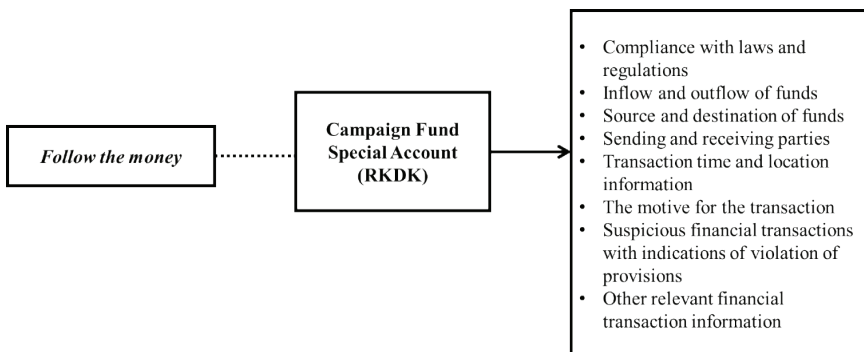 Follow the money
Campaign Fund
Special Account
(RKDK)
• Compliance with laws and
regulations
• Inflow and outflow of funds
• Source and destination of funds
• Sending and receiving parties
• Transaction time and location
information
• The motive for the transaction
• Suspicious financial transactions
with indications of violation of
provisions
• Other relevant financial
transaction information